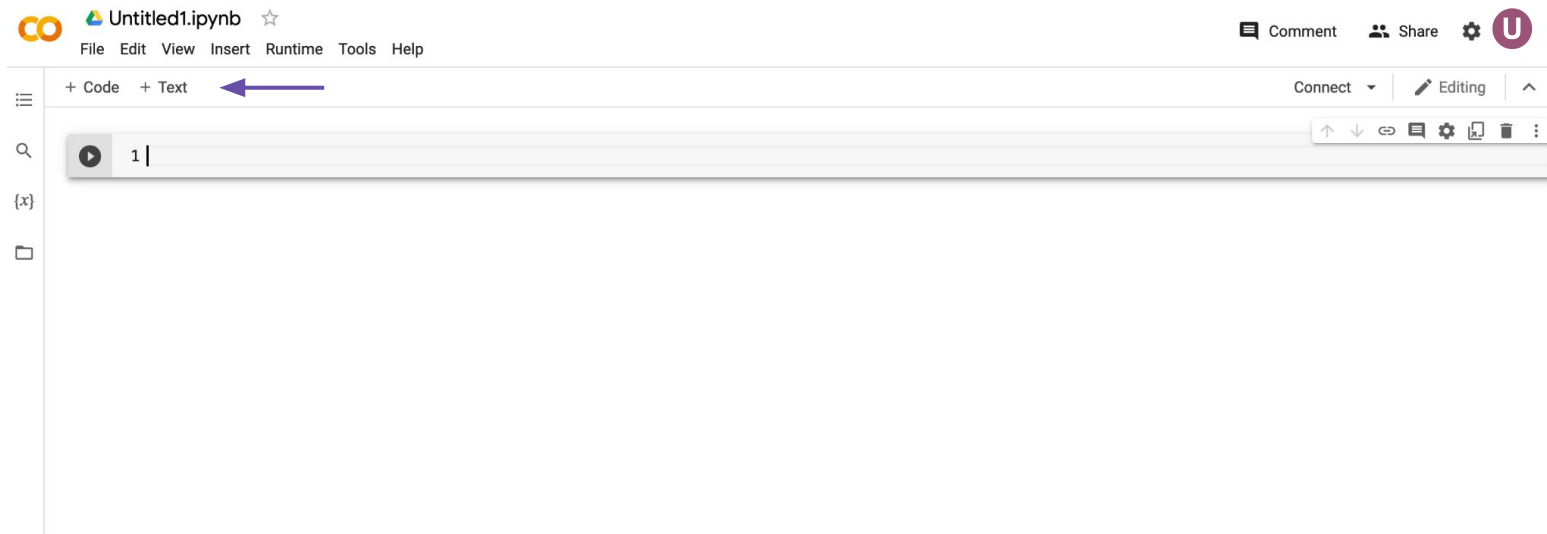 CO Untitled1.ipynb
File Edit View Insert Runtime Tools Help
Comment Share U
+ Code + Text
Connect Editing
1
{x}